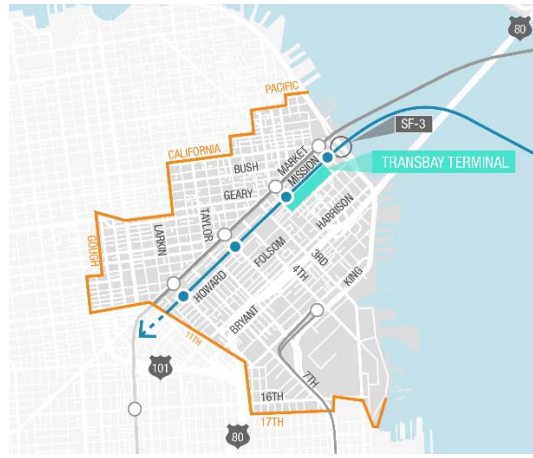 80
PACIFIC
SF-3
CALIFORNIA
MARKET
BUSH
TRANSBAY TERMINAL
MISSION
GEARY
HARRISON
TAYLOR
GOUGH
LARKIN
FOLSOM
3RD
4TH
KING
HOWARD
BRYANT
11TH
101
7TH
16TH
17TH
80